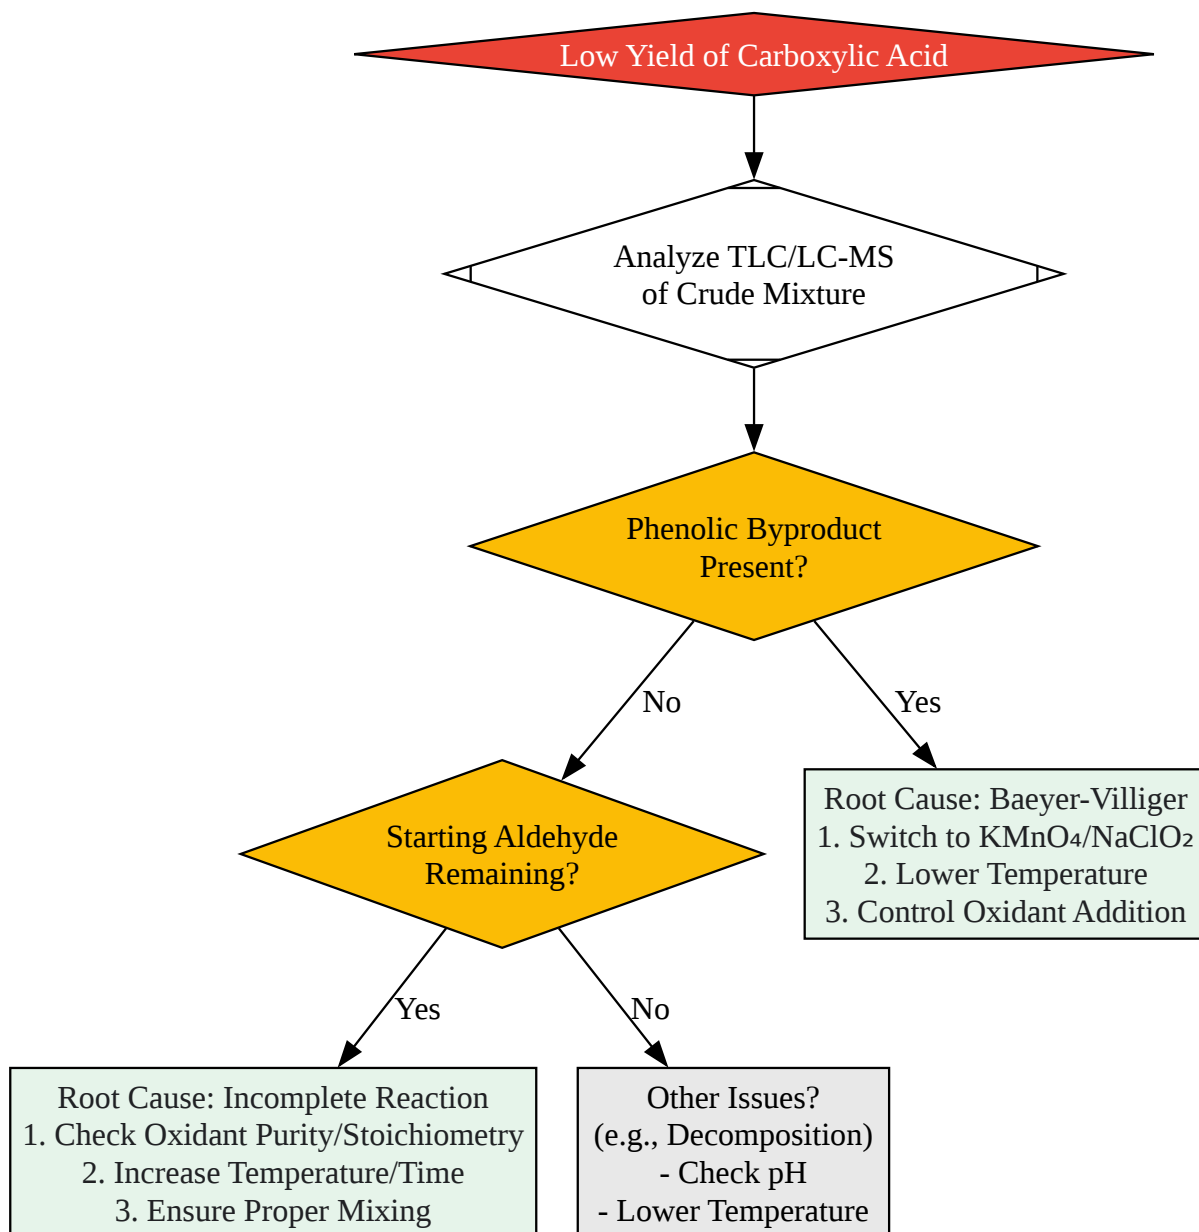 Low Yield of Carboxylic Acid
Analyze TLC/LC-MS
of Crude Mixture
Phenolic Byproduct
Present?
No
Yes
Starting Aldehyde
Remaining?
Root Cause: Baeyer-Villiger
1. Switch to KMnO₄/NaClO₂
2. Lower Temperature
3. Control Oxidant Addition
Yes
No
Root Cause: Incomplete Reaction
1. Check Oxidant Purity/Stoichiometry
2. Increase Temperature/Time
3. Ensure Proper Mixing
Other Issues?
(e.g., Decomposition)
- Check pH
- Lower Temperature